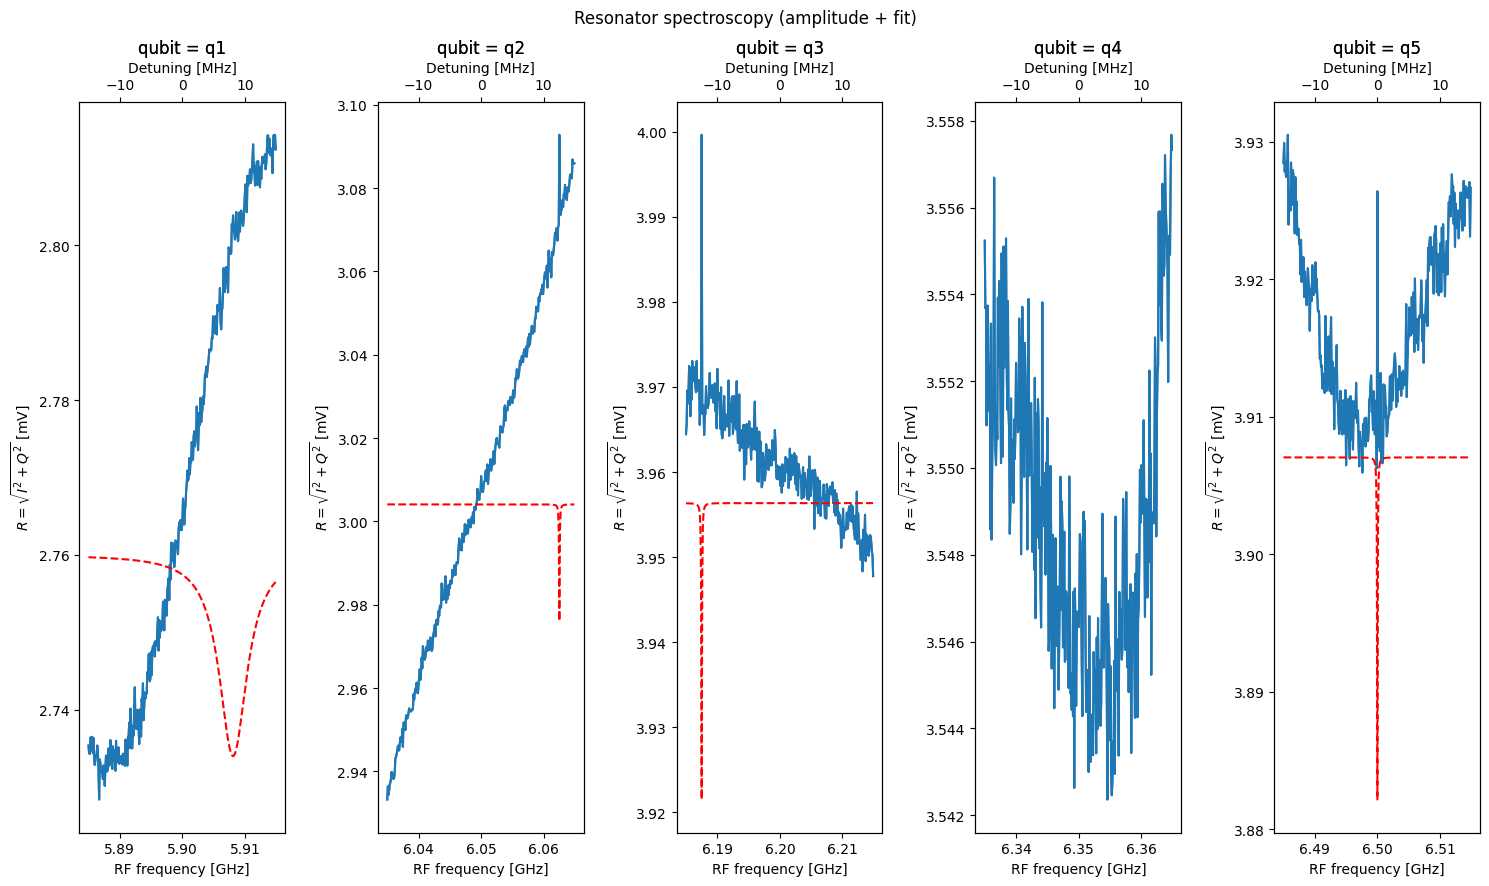 Resonator spectroscopy (amplitude + fit)
qubit = q1
Detuning [MHz]
−10 0 10
R = √I² + Q² [mV]
2.80
2.78
2.76
2.74
5.89 5.90 5.91
RF frequency [GHz]
qubit = q2
Detuning [MHz]
−10 0 10
R = √I² + Q² [mV]
3.10
3.08
3.06
3.04
3.02
3.00
2.98
2.96
2.94
6.04 6.05 6.06
RF frequency [GHz]
qubit = q3
Detuning [MHz]
−10 0 10
R = √I² + Q² [mV]
4.00
3.99
3.98
3.97
3.96
3.95
3.94
3.93
3.92
6.19 6.20 6.21
RF frequency [GHz]
qubit = q4
Detuning [MHz]
−10 0 10
R = √I² + Q² [mV]
3.558
3.556
3.554
3.552
3.550
3.548
3.546
3.544
3.542
6.34 6.35 6.36
RF frequency [GHz]
qubit = q5
Detuning [MHz]
−10 0 10
R = √I² + Q² [mV]
3.93
3.92
3.91
3.90
3.89
3.88
6.49 6.50 6.51
RF frequency [GHz]